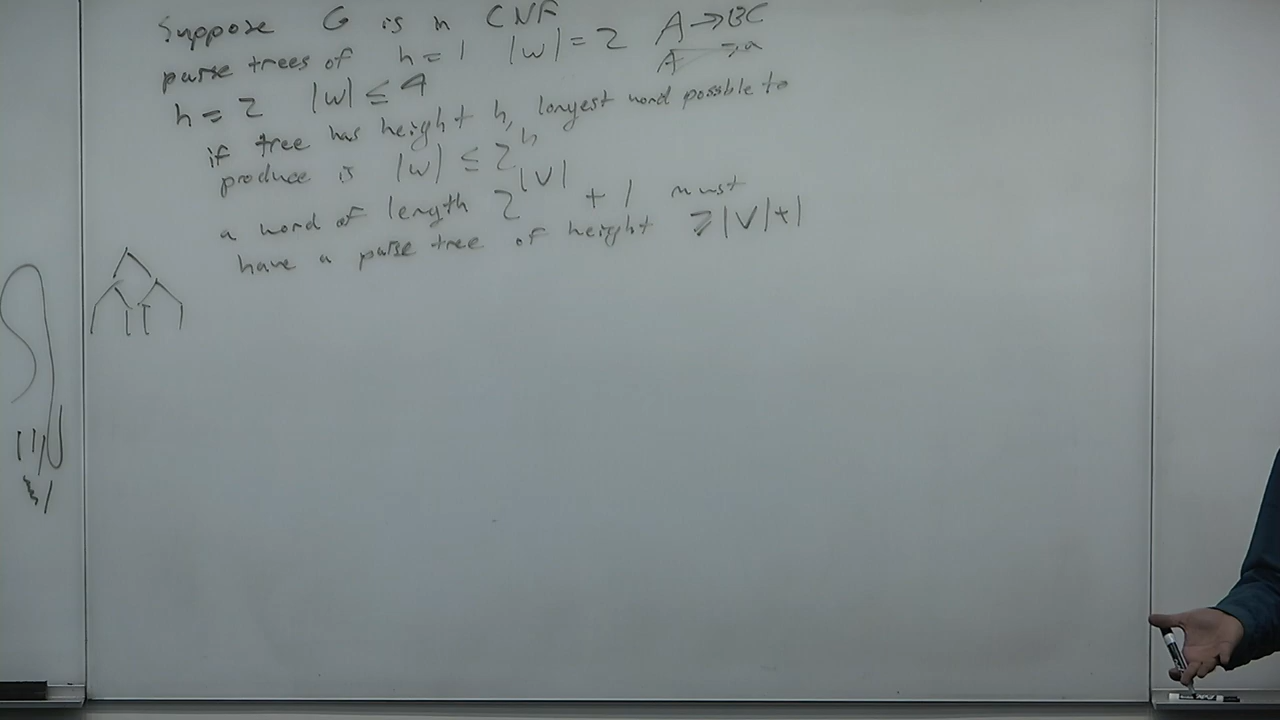 Suppose G is in CNF
parse trees of h = 1 |w| = 2 A → BC
A → a
h = 2 |w| ≤ 4
if tree has height h, longest word possible to
produce is |w| ≤ 2^h
a word of length 2^|V| + 1 must
have a parse tree of height ≥ |V|+1